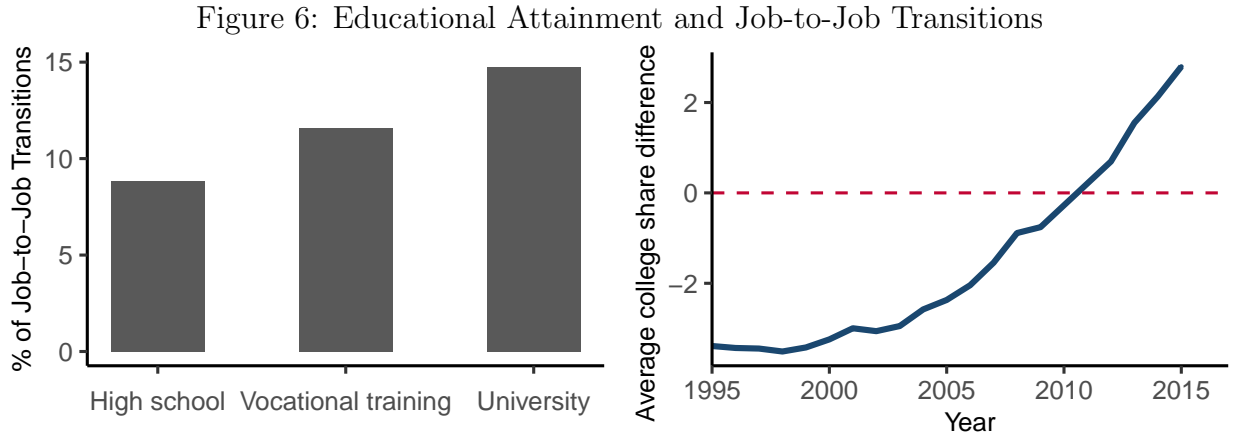 Figure 6: Educational Attainment and Job-to-Job Transitions
% of Job−to−Job Transitions
15
10
5
0
High school Vocational training University
Average college share difference
2
0
−2
1995 2000 2005 2010 2015
Year